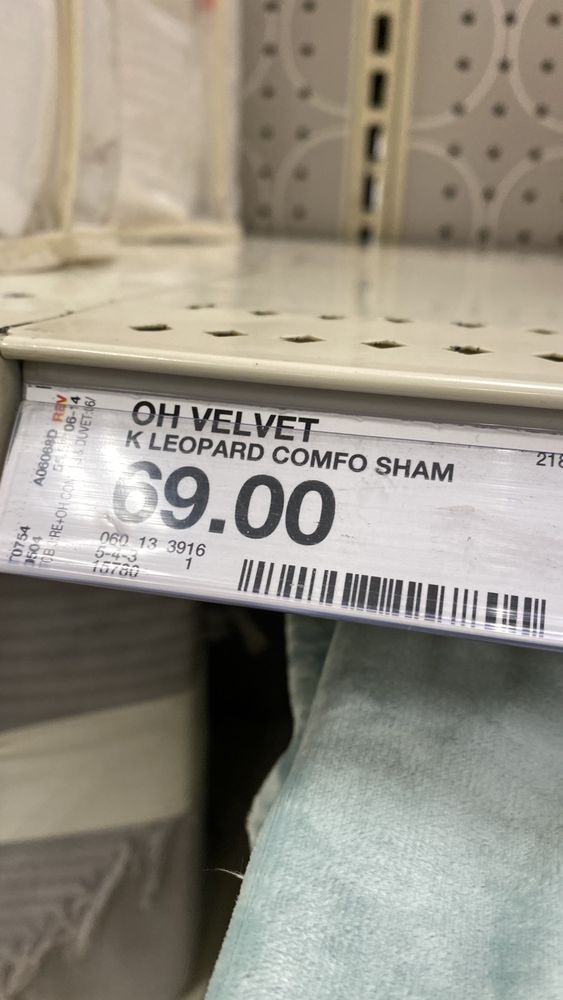 OH VELVET
K LEOPARD COMFO SHAM
69.00
218
060 13 3916
5-4-3
15780 1
A06068D REV
06-14